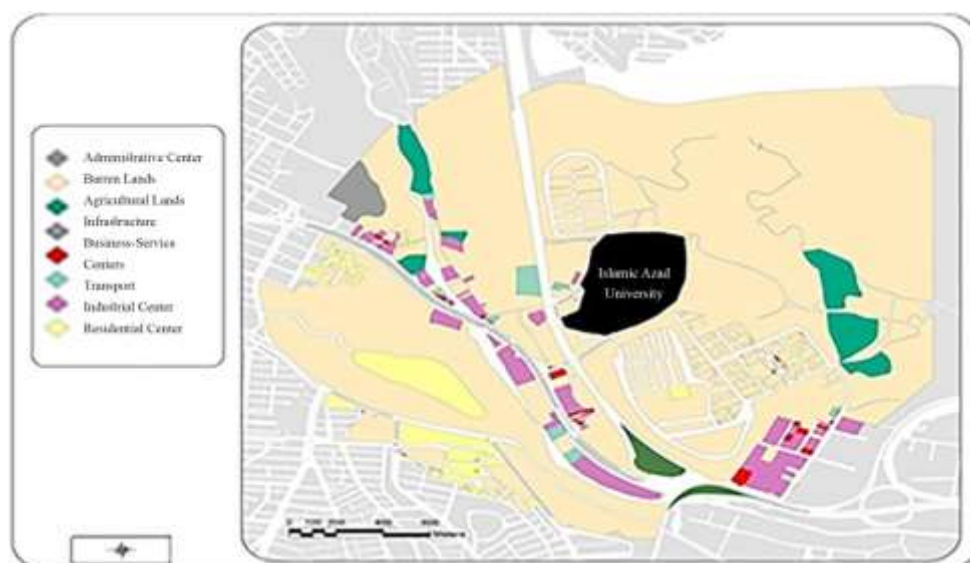 Administrative Center
Barren Lands
Agricultural Lands
Infrastructure
Business-Service
Centers
Transport
Industrial Center
Residential Center
Islamic Azad
University
0
Meters